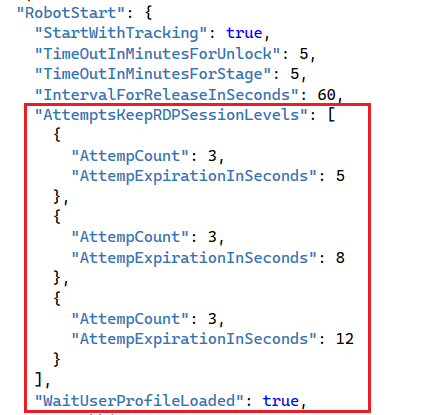 "RobotStart": {
"StartWithTracking": true,
"TimeOutInMinutesForUnlock": 5,
"TimeOutInMinutesForStage": 5,
"IntervalForReleaseInSeconds": 60,
"AttemptsKeepRDPSessionLevels": [
{
"AttempCount": 3,
"AttempExpirationInSeconds": 5
},
{
"AttempCount": 3,
"AttempExpirationInSeconds": 8
},
{
"AttempCount": 3,
"AttempExpirationInSeconds": 12
}
],
"WaitUserProfileLoaded": true,